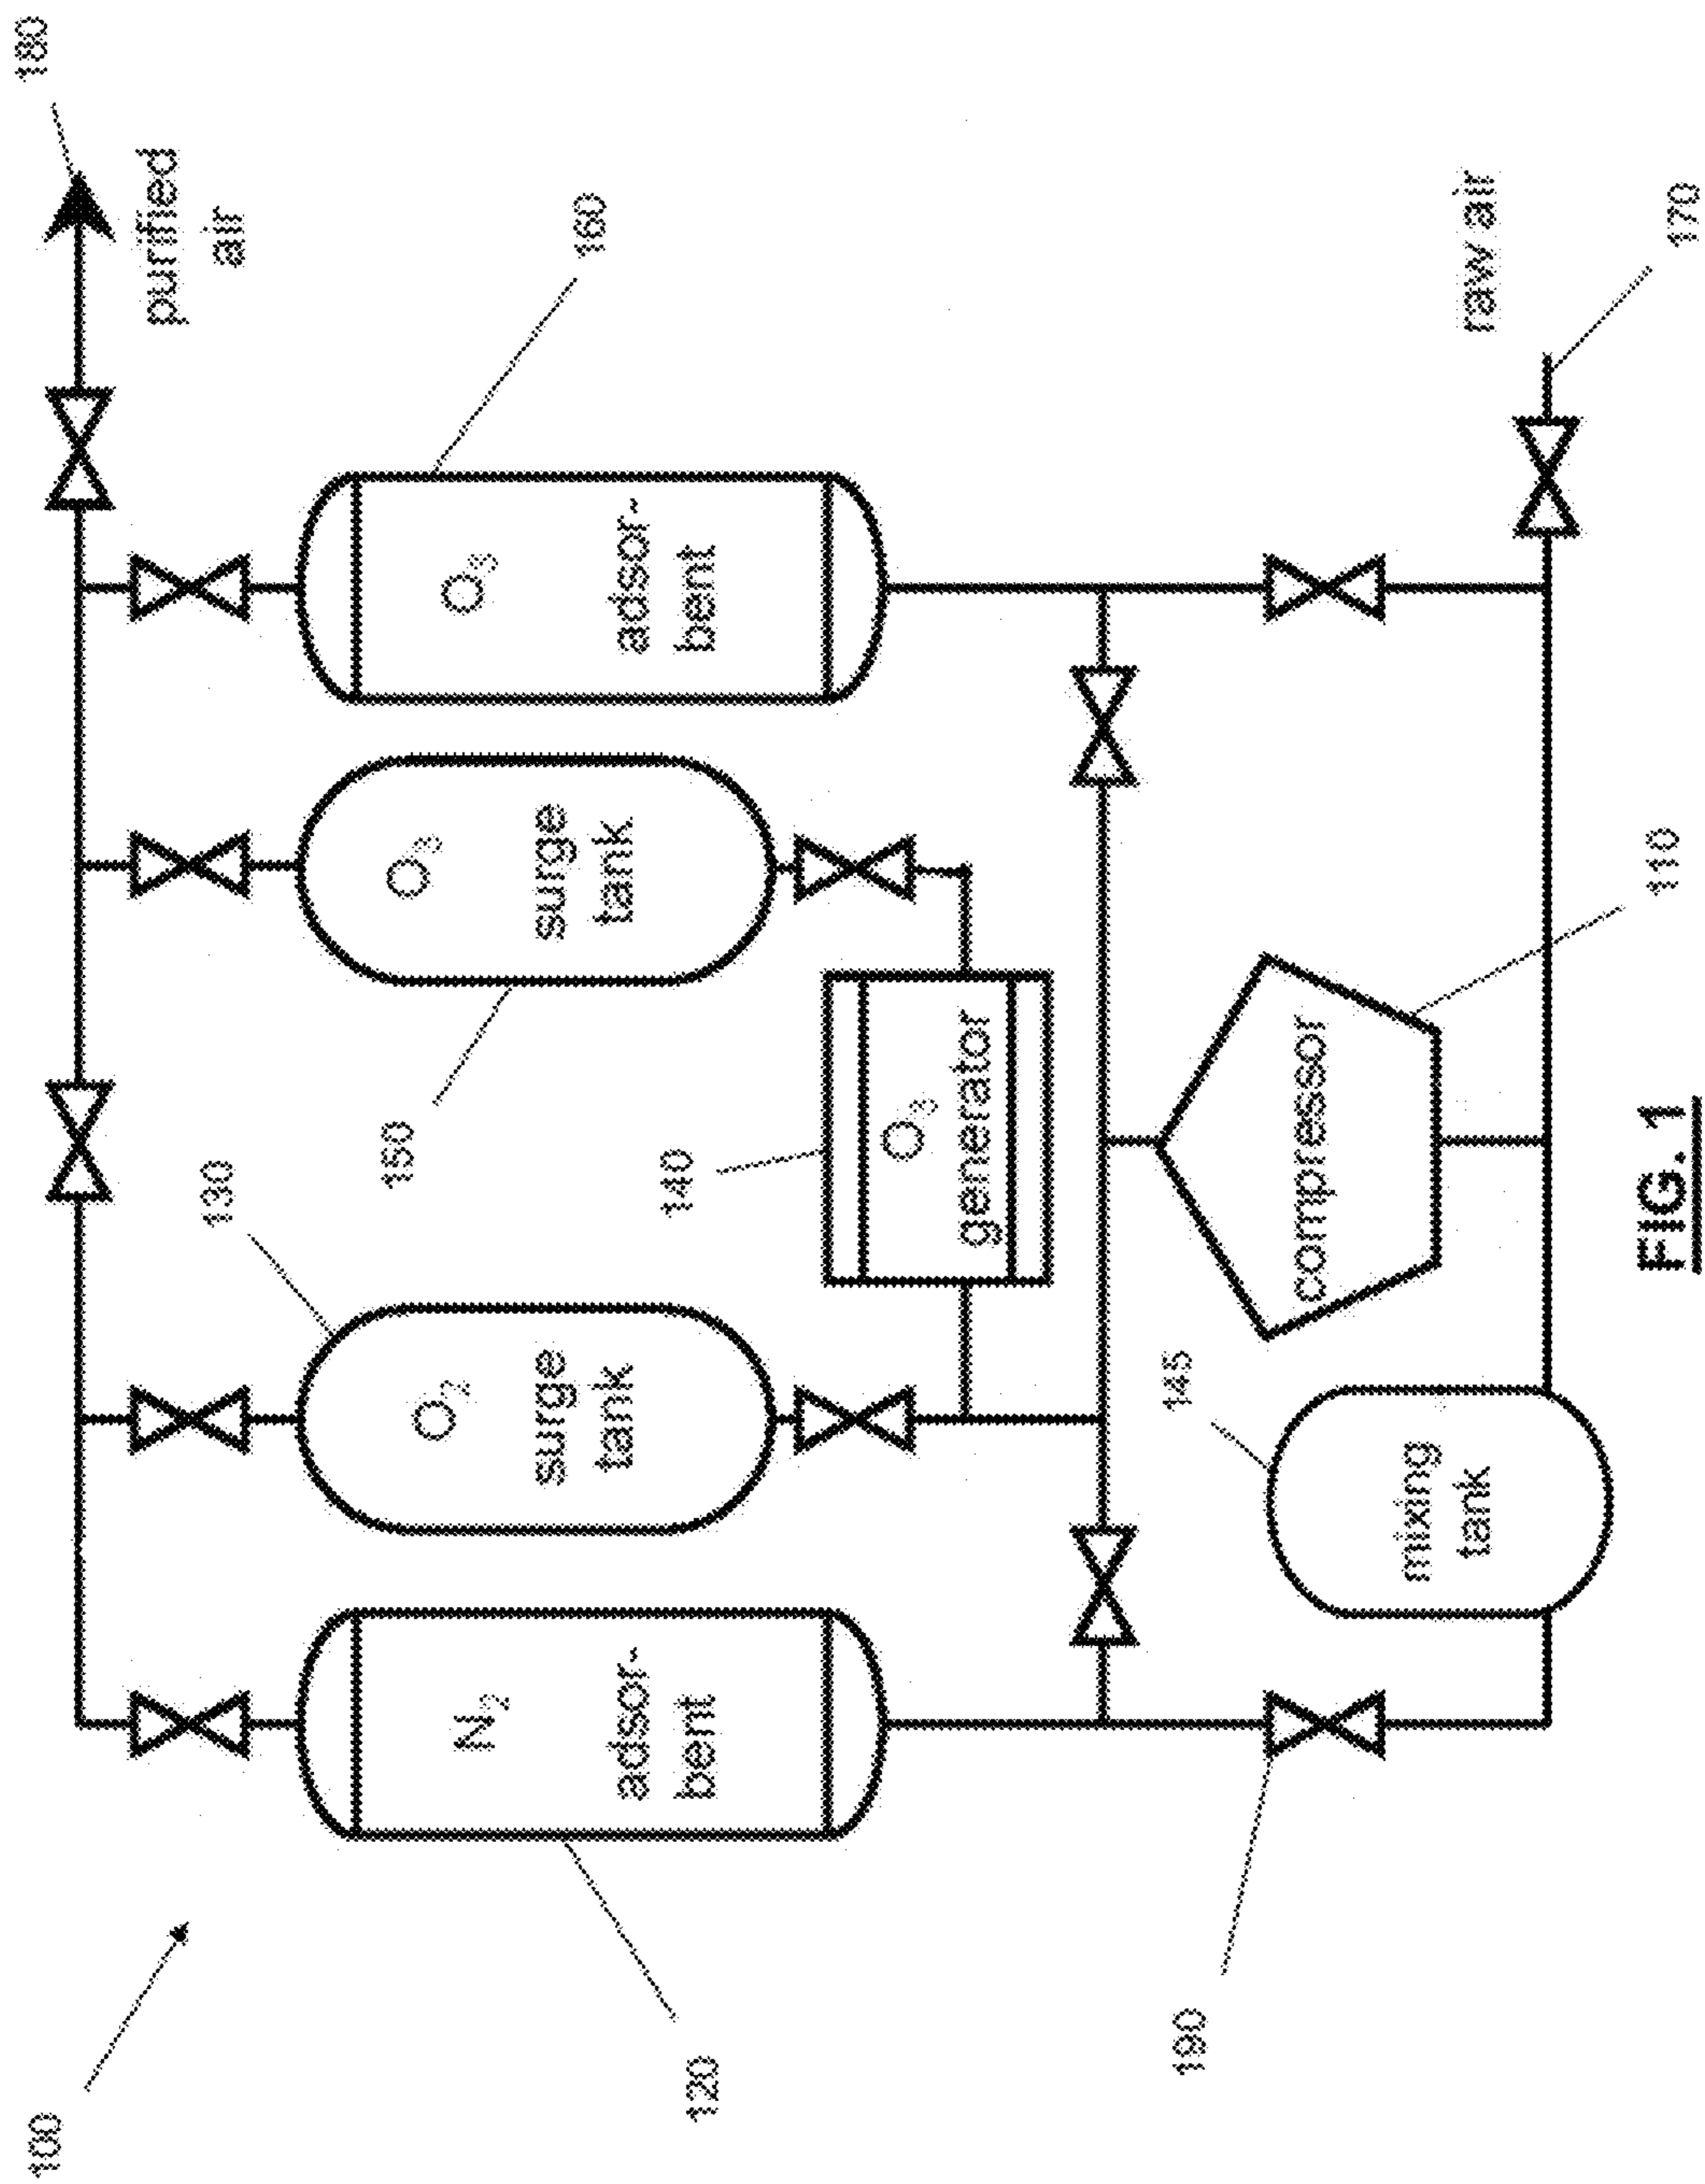 100
180
purified
air
130
150
120
N2
adsor-
bent
O2
surge
tank
O3
surge
tank
O3
adsor-
bent
160
140
O3
generator
190
145
mixing
tank
compressor
110
raw air
170
FIG. 1